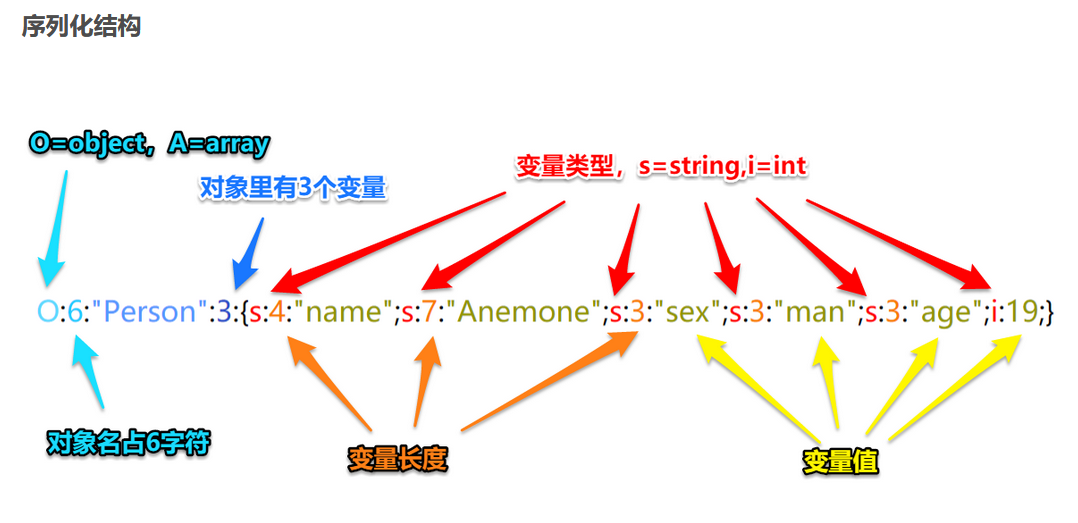 序列化结构
O=object，A=array
变量类型，s=string,i=int
对象里有3个变量
O:6:"Person":3:{s:4:"name";s:7:"Anemone";s:3:"sex";s:3:"man";s:3:"age";i:19;}
对象名占6字符
变量长度
变量值